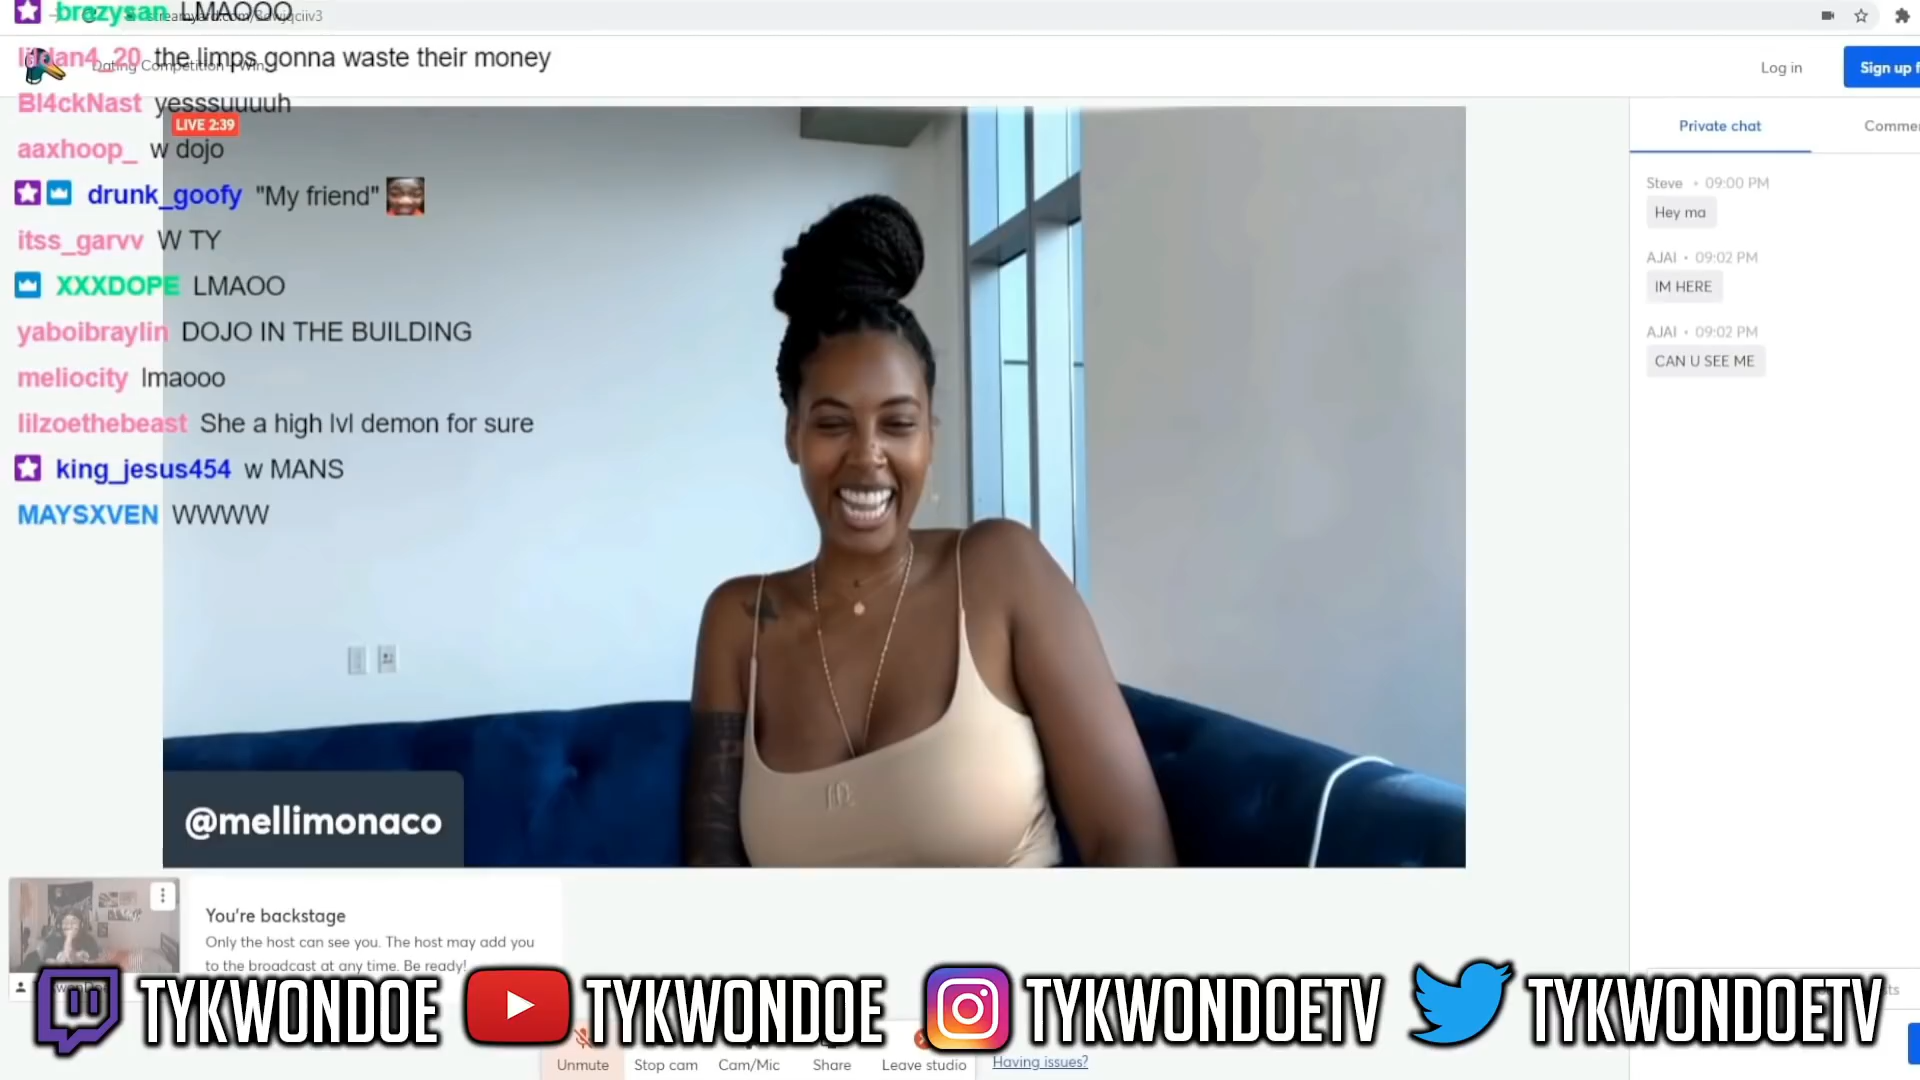 brezysan LMAOOO
streamyard.com/
the limps gonna waste their money
Dating Competition
Log in
Sign up f
Bl4ckNast yesssuuuuh
LIVE 2:39
aaxhoop_ w dojo
drunk_goofy "My friend"
itss_garvv W TY
XXXDOPE LMAOO
yaboibraylin DOJO IN THE BUILDING
meliocity lmaooo
lilzoethebeast She a high lvl demon for sure
king_jesus454 w MANS
MAYSXVEN WWWW
@mellimonaco
Private chat
Comme
Steve • 09:00 PM
Hey ma
AJAI • 09:02 PM
IM HERE
AJAI • 09:02 PM
CAN U SEE ME
You're backstage
Only the host can see you. The host may add you
to the broadcast at any time. Be ready!
TYKWONDOE
TYKWONDOE
TYKWONDOETV
TYKWONDOETV
Unmute
Stop cam
Cam/Mic
Share
Leave studio
Having issues?